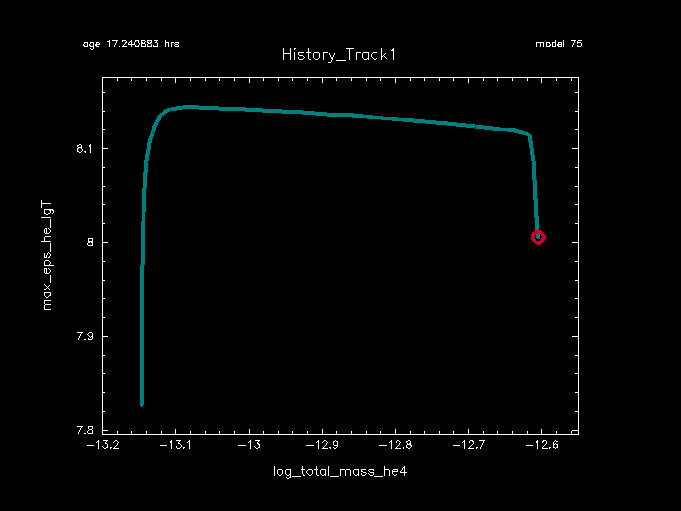 age 17.240883 hrs
model 75
History_Track1
8.1
8
7.9
7.8
max_eps_he_lgT
-13.2 -13.1 -13 -12.9 -12.8 -12.7 -12.6
log_total_mass_he4